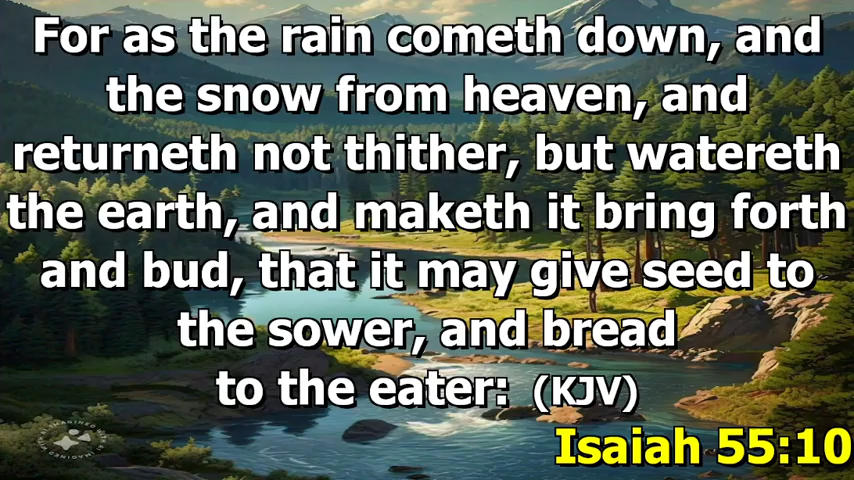 For as the rain cometh down, and
the snow from heaven, and
returneth not thither, but watereth
the earth, and maketh it bring forth
and bud, that it may give seed to
the sower, and bread
to the eater: (KJV)
Isaiah 55:10